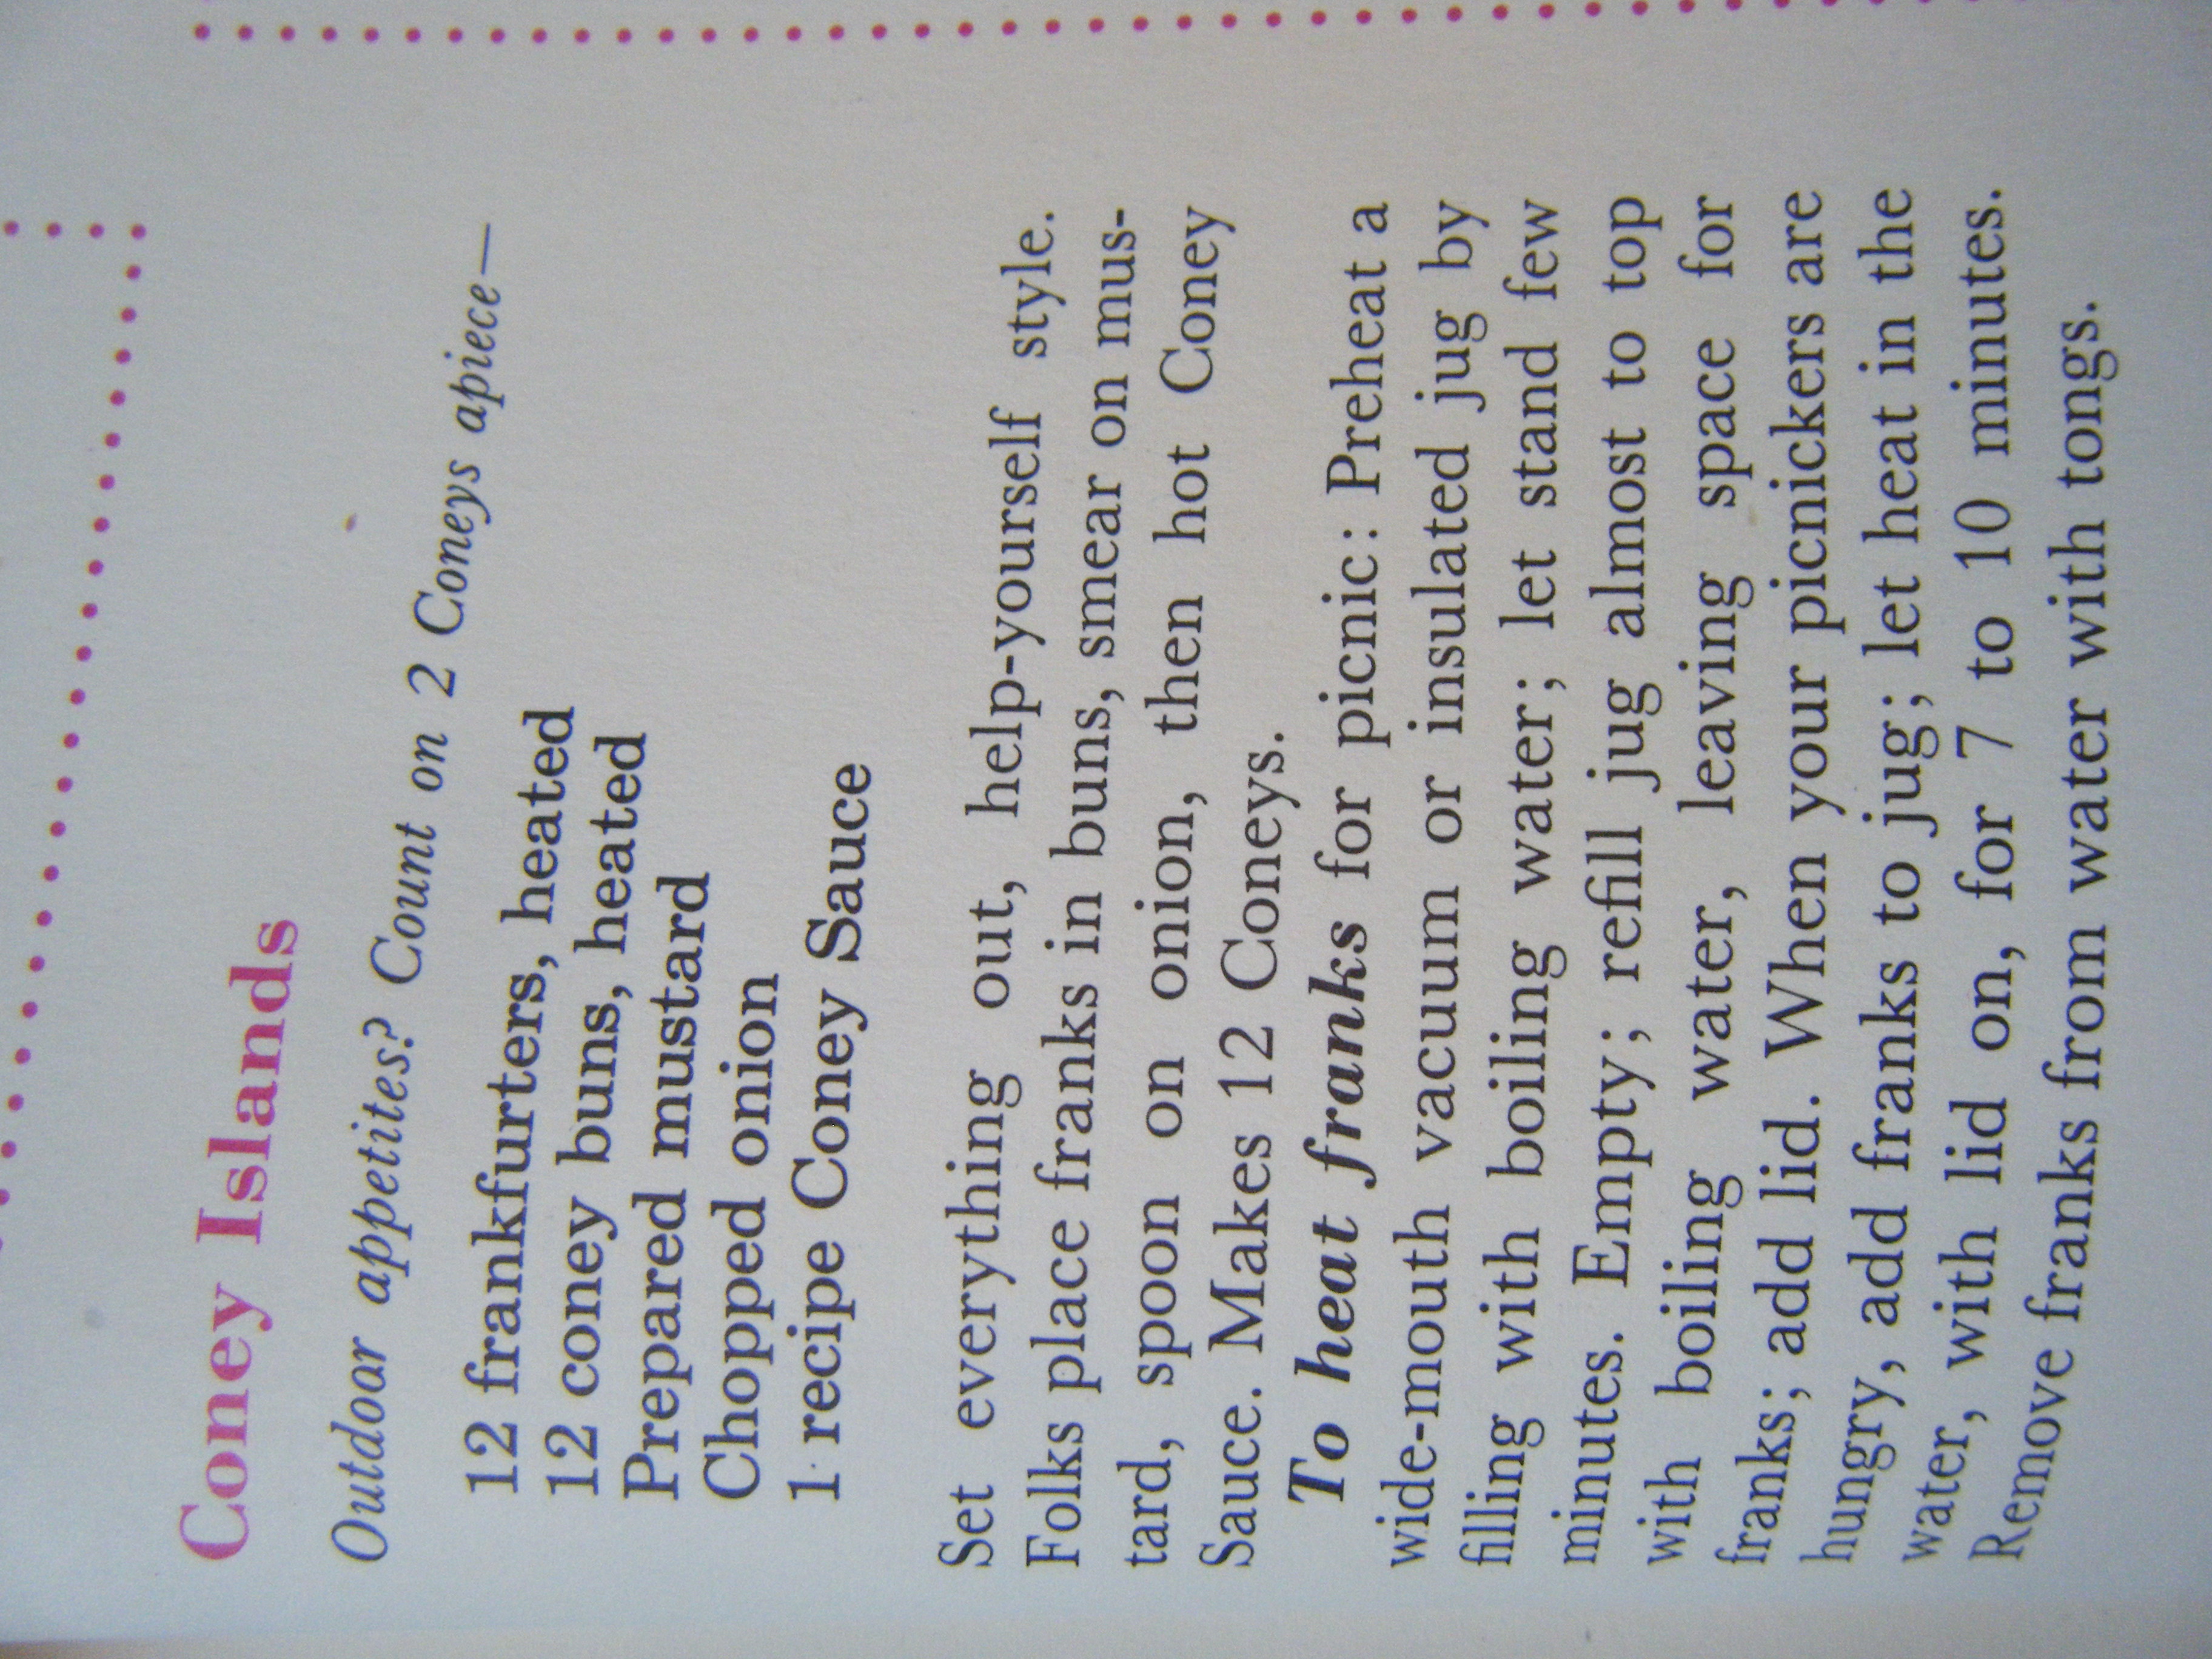 Coney Islands
Outdoor appetites? Count on 2 Coneys apiece—
12 frankfurters, heated
12 coney buns, heated
Prepared mustard
Chopped onion
1 recipe Coney Sauce
Set everything out, help-yourself style.
Folks place franks in buns, smear on mus-
tard, spoon on onion, then hot Coney
Sauce. Makes 12 Coneys.
To heat franks for picnic: Preheat a
wide-mouth vacuum or insulated jug by
filling with boiling water; let stand few
minutes. Empty; refill jug almost to top
with boiling water, leaving space for
franks; add lid. When your picnickers are
hungry, add franks to jug; let heat in the
water, with lid on, for 7 to 10 minutes.
Remove franks from water with tongs.